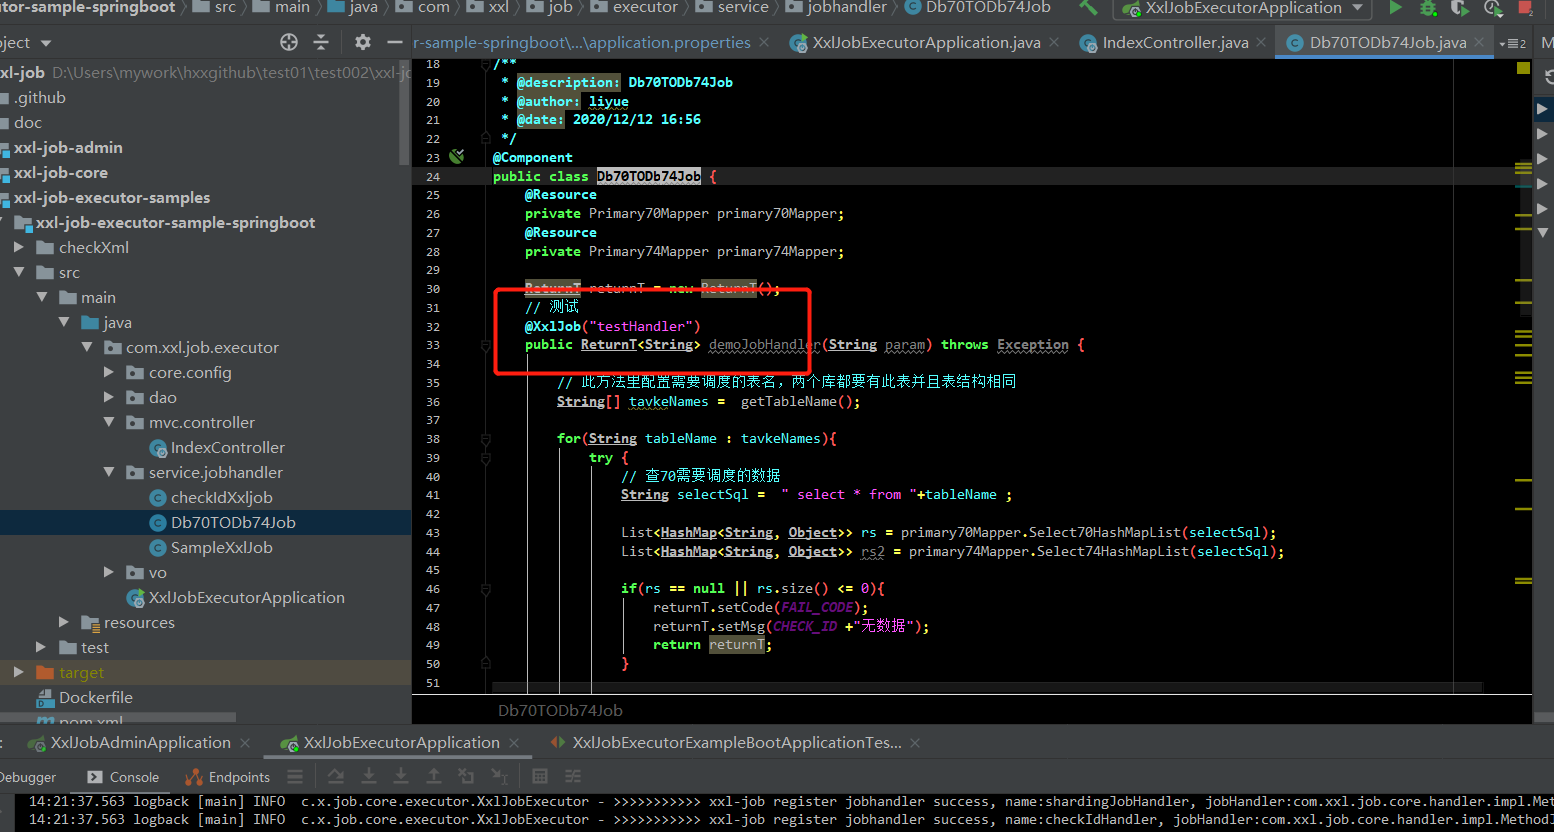 utor-sample-springboot src main java com xxl job executor service jobhandler Db70TODb74Job XxlJobExecutorApplication
oject
r-sample-springboot\...\application.properties XxlJobExecutorApplication.java IndexController.java Db70TODb74Job.java 2 M
xl-job D:\Users\mywork\hxxgithub\test01\test002\xxl-jo
.github
doc
xxl-job-admin
xxl-job-core
xxl-job-executor-samples
xxl-job-executor-sample-springboot
checkXml
src
main
java
com.xxl.job.executor
core.config
dao
mvc.controller
IndexController
service.jobhandler
checkIdXxljob
Db70TODb74Job
SampleXxlJob
vo
XxlJobExecutorApplication
resources
test
target
Dockerfile
pom.xml
18 /**
19 * @description: Db70TODb74Job
20 * @author: liyue
21 * @date: 2020/12/12 16:56
22 */
23 @Component
24 public class Db70TODb74Job {
25 @Resource
26 private Primary70Mapper primary70Mapper;
27 @Resource
28 private Primary74Mapper primary74Mapper;
29
30 ReturnT returnT = new ReturnT();
31 // 测试
32 @XxlJob("testHandler")
33 public ReturnT<String> demoJobHandler(String param) throws Exception {
34
35 // 此方法里配置需要调度的表名，两个库都要有此表并且表结构相同
36 String[] tavkeNames = getTableName();
37
38 for(String tableName : tavkeNames){
39 try {
40 // 查70需要调度的数据
41 String selectSql = " select * from "+tableName ;
42
43 List<HashMap<String, Object>> rs = primary70Mapper.Select70HashMapList(selectSql);
44 List<HashMap<String, Object>> rs2 = primary74Mapper.Select74HashMapList(selectSql);
45
46 if(rs == null || rs.size() <= 0){
47 returnT.setCode(FAIL_CODE);
48 returnT.setMsg(CHECK_ID +"无数据");
49 return returnT;
50 }
51
Db70TODb74Job
: XxlJobAdminApplication XxlJobExecutorApplication XxlJobExecutorExampleBootApplicationTes...
Debugger Console Endpoints
14:21:37.563 logback [main] INFO c.x.job.core.executor.XxlJobExecutor - >>>>>>>>>>> xxl-job register jobhandler success, name:shardingJobHandler, jobHandler:com.xxl.job.core.handler.impl.Met
14:21:37.563 logback [main] INFO c.x.job.core.executor.XxlJobExecutor - >>>>>>>>>>> xxl-job register jobhandler success, name:checkIdHandler, jobHandler:com.xxl.job.core.handler.impl.MethodJ